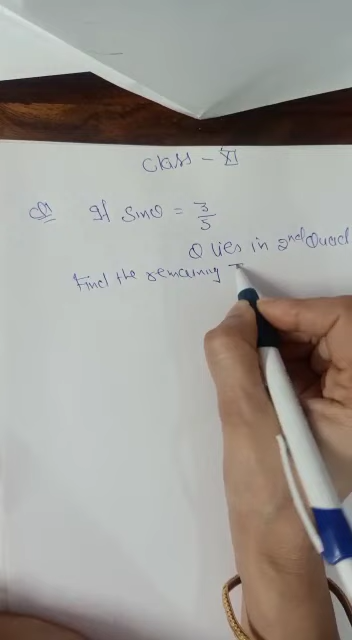 Class - XI
Q1 If sinθ = 3/5
θ lies in 2nd Quad
Find the remaining T